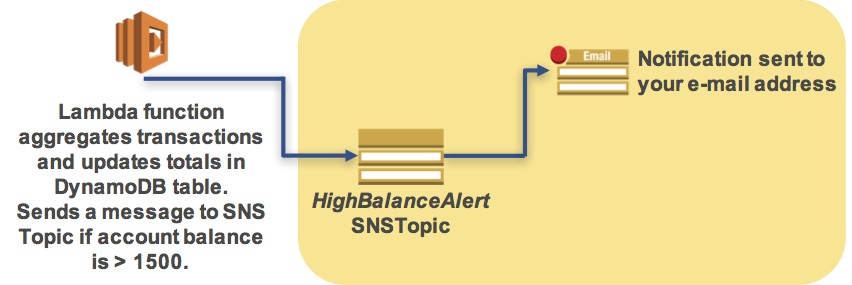 Lambda function
aggregates transactions
and updates totals in
DynamoDB table.
Sends a message to SNS
Topic if account balance
is > 1500.
HighBalanceAlert
SNSTopic
Email
Notification sent to
your e-mail address